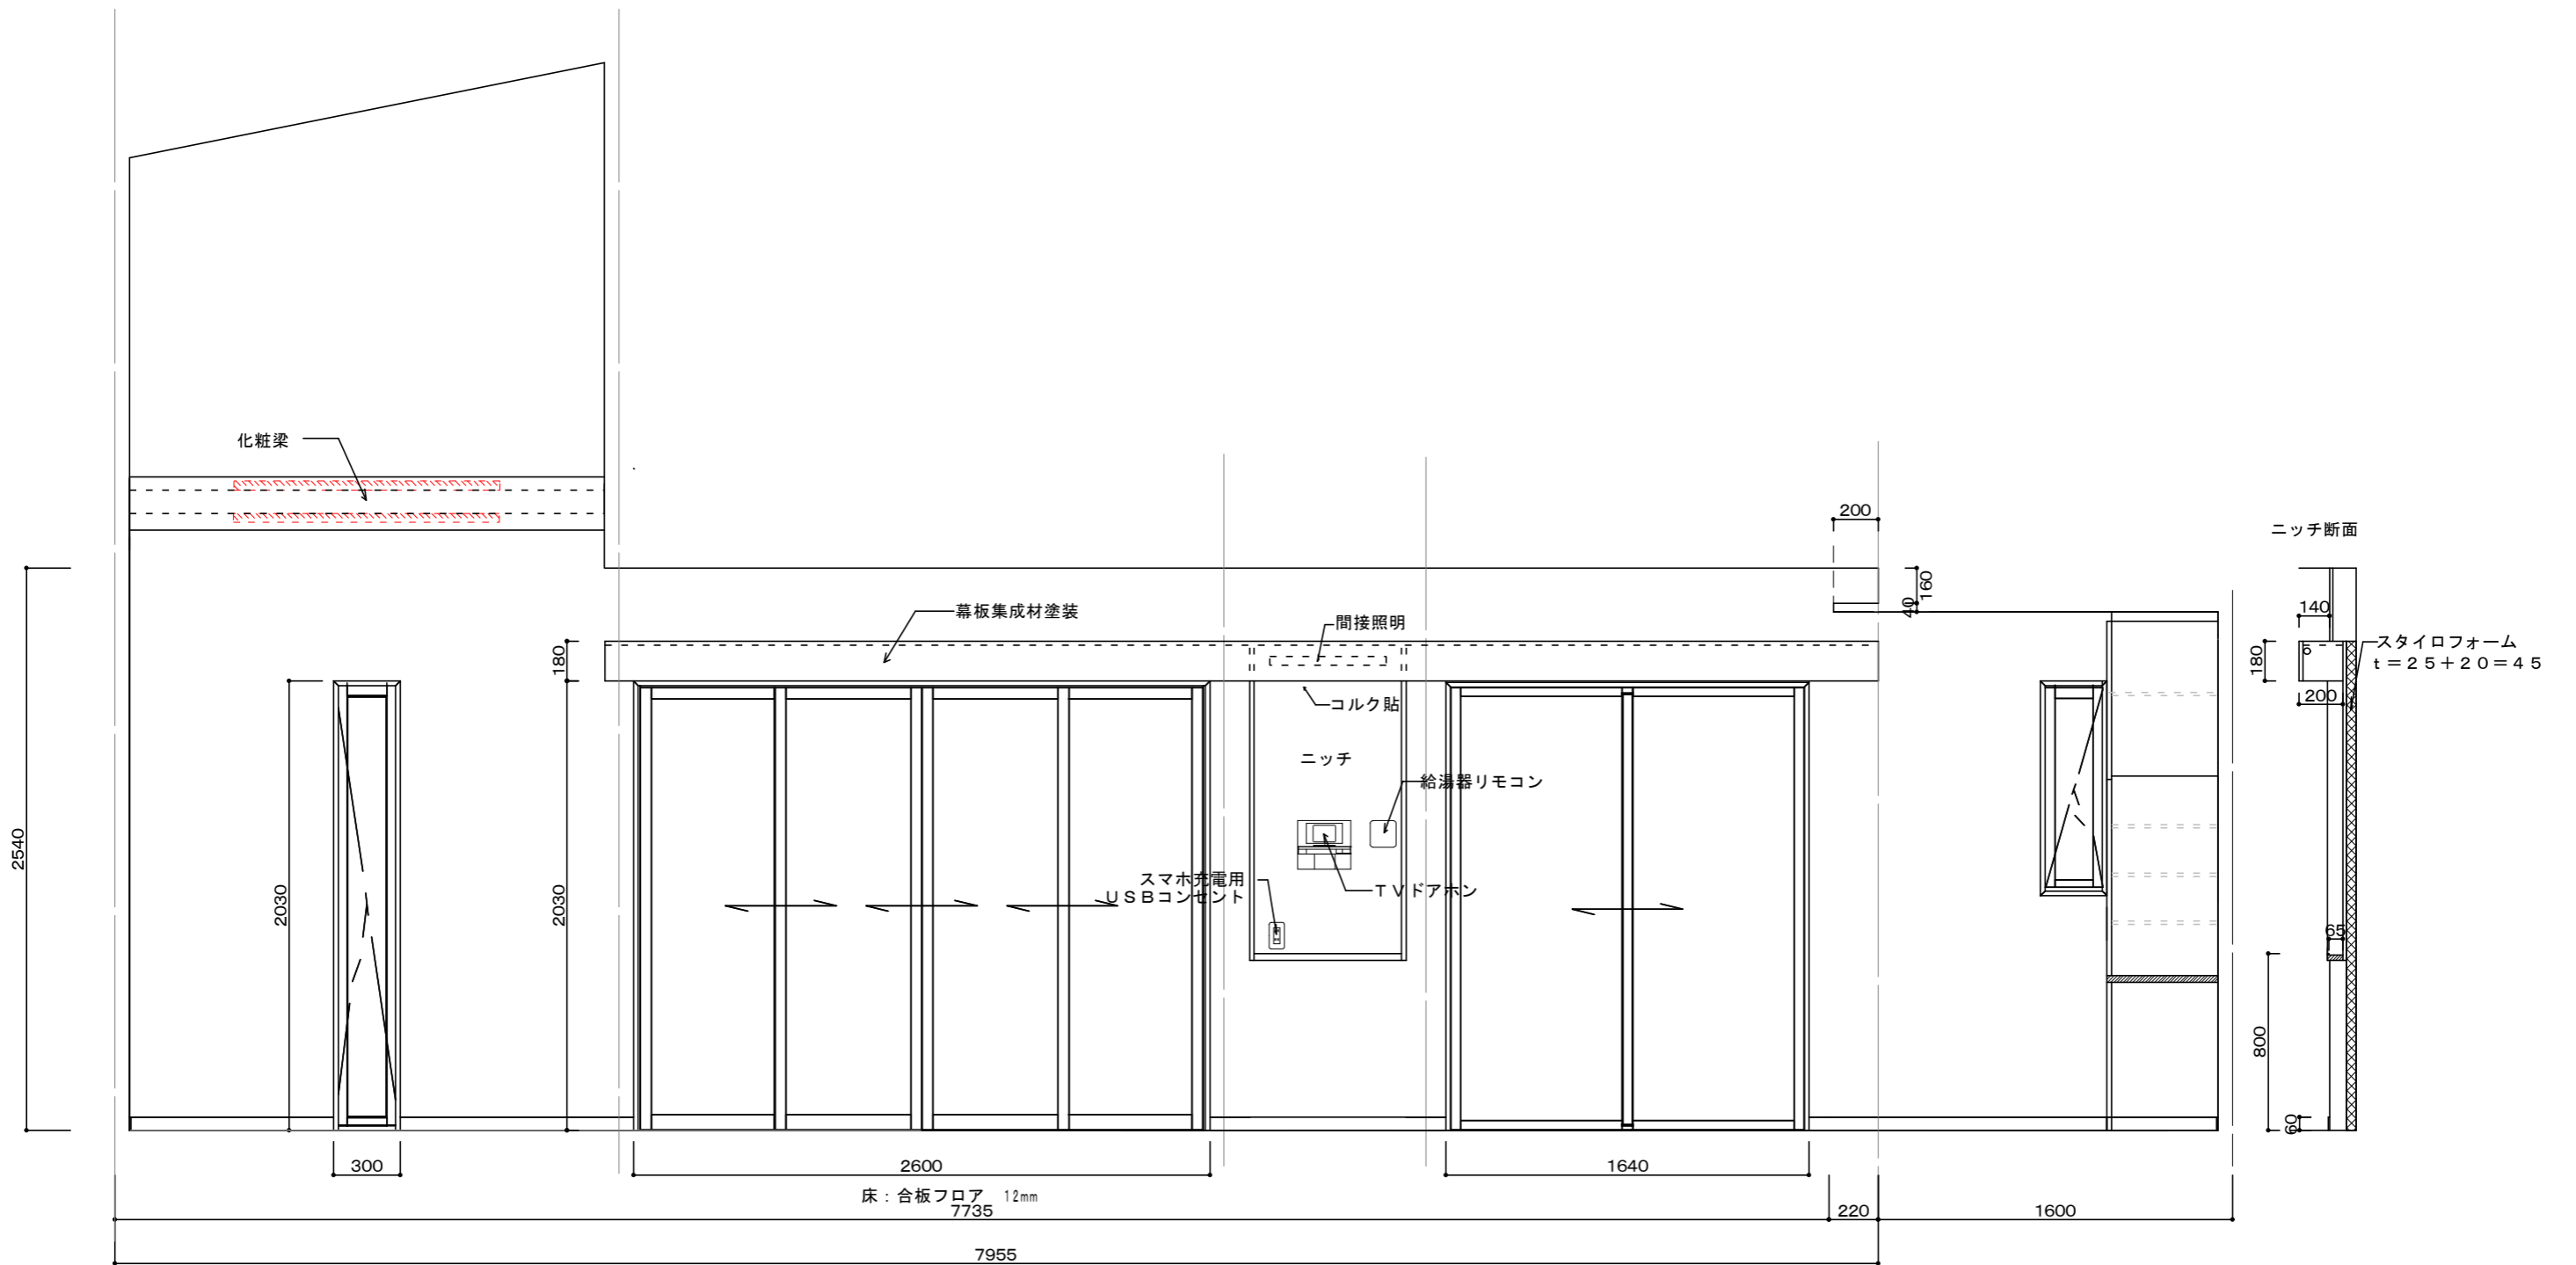 化粧梁
200
ニッチ断面
160
40
幕板集成材塗装
間接照明
140
スタイロフォーム
ｔ＝２５＋２０＝４５
180
180
200
コルク貼
ニッチ
給湯器リモコン
2540
2030
2030
スマホ充電用
ＵＳＢコンセント
ＴＶドアホン
65
800
60
300
2600
1640
床：合板フロア　12mm
7735
220
1600
7955